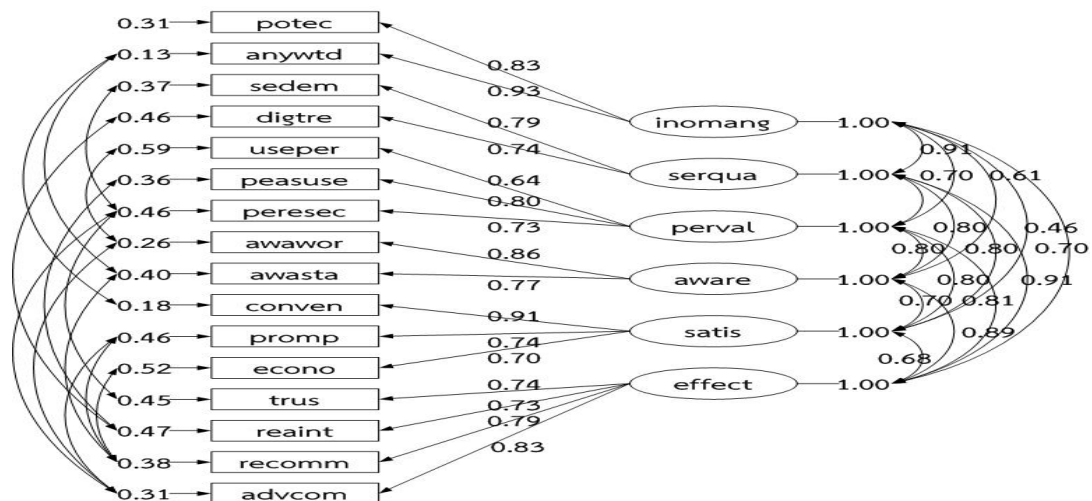 0.31 potec
0.13 anywtd
0.83
0.37 sedem
0.93
0.46 digtre
0.79
inomang 1.00
0.59 useper
0.74
0.91
0.36 peasuse
0.64
serqua 1.00
0.70 0.61
0.80
0.46 peresec
0.73
perval 1.00
0.80 0.46
0.26 awawor
0.86
0.80 0.80 0.70
0.40 awasta
0.77
aware 1.00
0.80 0.91
0.18 conven
0.91
0.70 0.81
0.46 promp
0.74
satis 1.00
0.89
0.52 econo
0.70
0.68
0.74
effect 1.00
0.45 trus
0.73
0.47 reaint
0.79
0.38 recomm
0.83
0.31 advcom